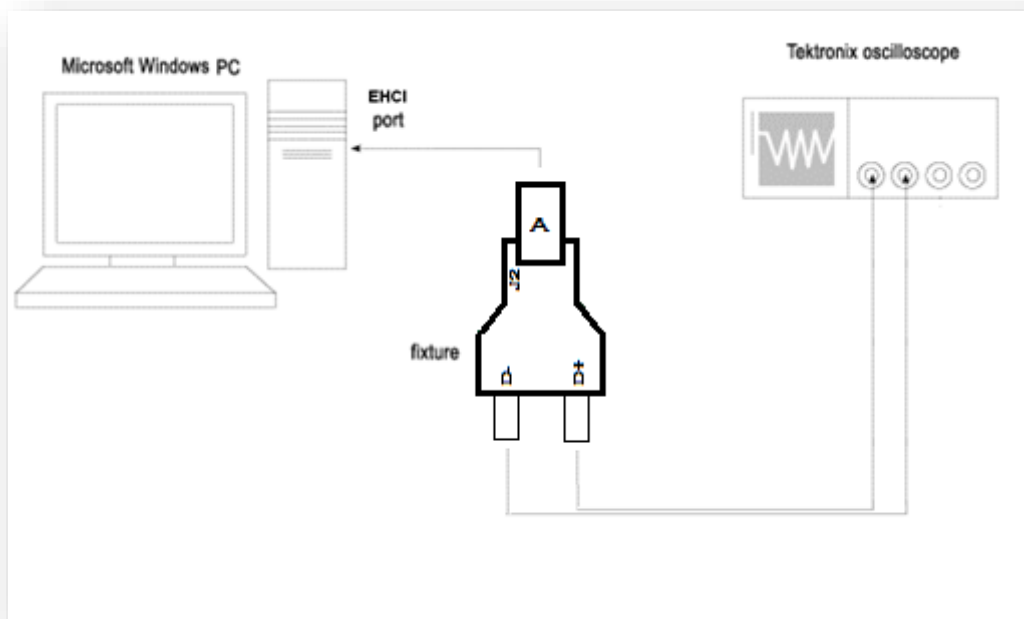 Microsoft Windows PC
EHCI
port
Tektronix oscilloscope
A
J2
fixture
D-
D+